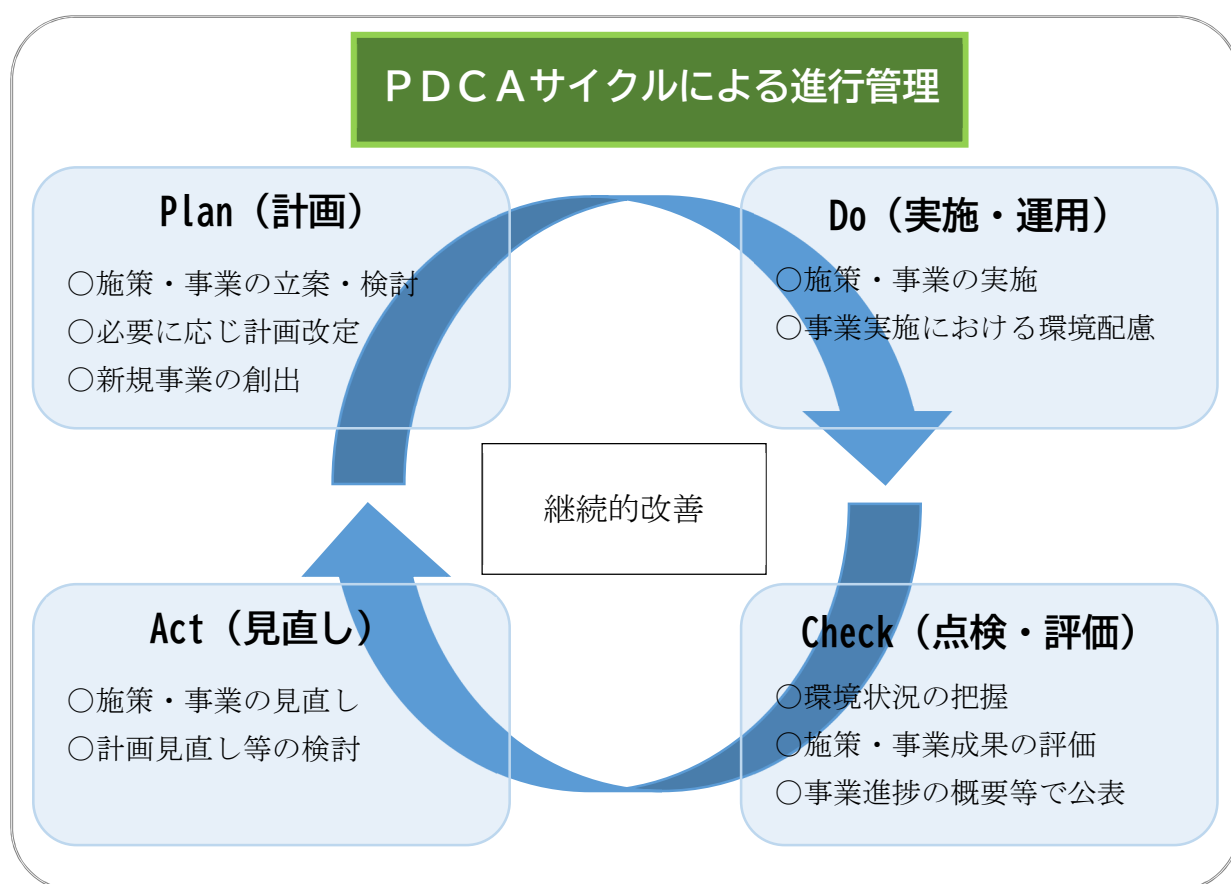 ＰＤＣＡサイクルによる進行管理
Plan（計画）
○施策・事業の立案・検討
○必要に応じ計画改定
○新規事業の創出
Do（実施・運用）
○施策・事業の実施
○事業実施における環境配慮
継続的改善
Act（見直し）
○施策・事業の見直し
○計画見直し等の検討
Check（点検・評価）
○環境状況の把握
○施策・事業成果の評価
○事業進捗の概要等で公表